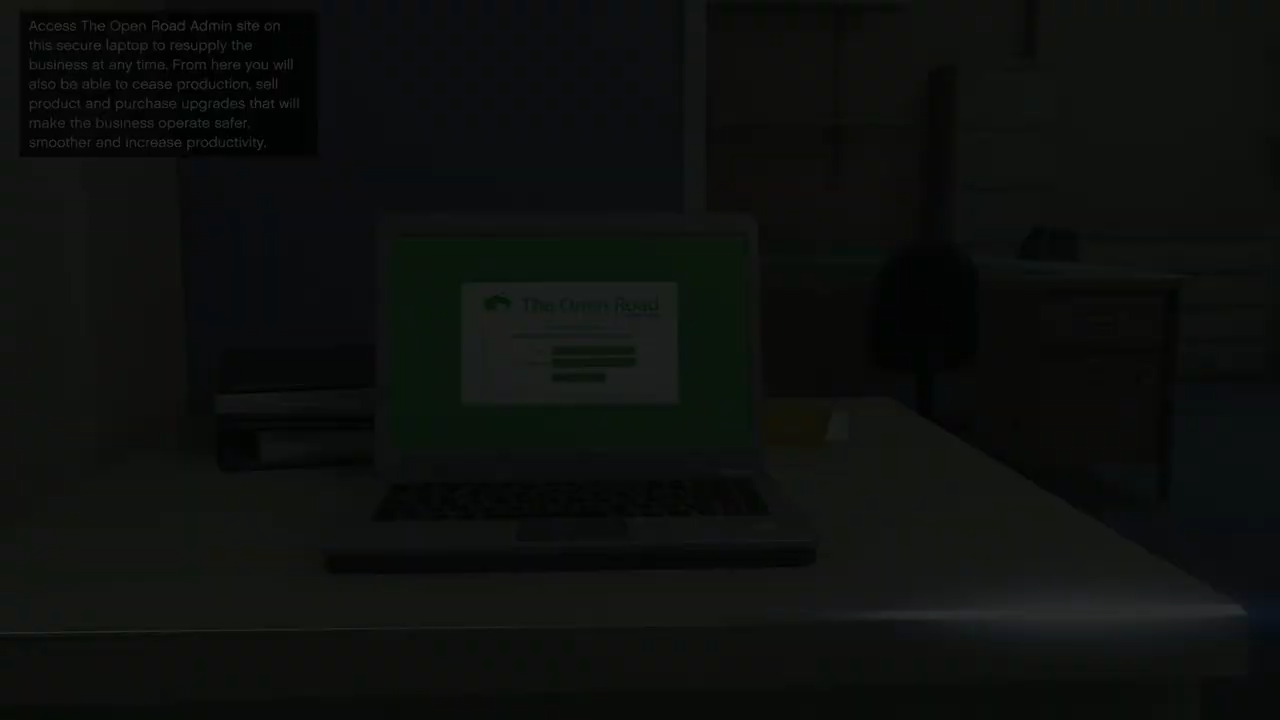 Access The Open Road Admin site on
this secure laptop to resupply the
business at any time. From here you will
also be able to cease production, sell
product and purchase upgrades that will
make the business operate safer,
smoother and increase productivity.
The Open Road